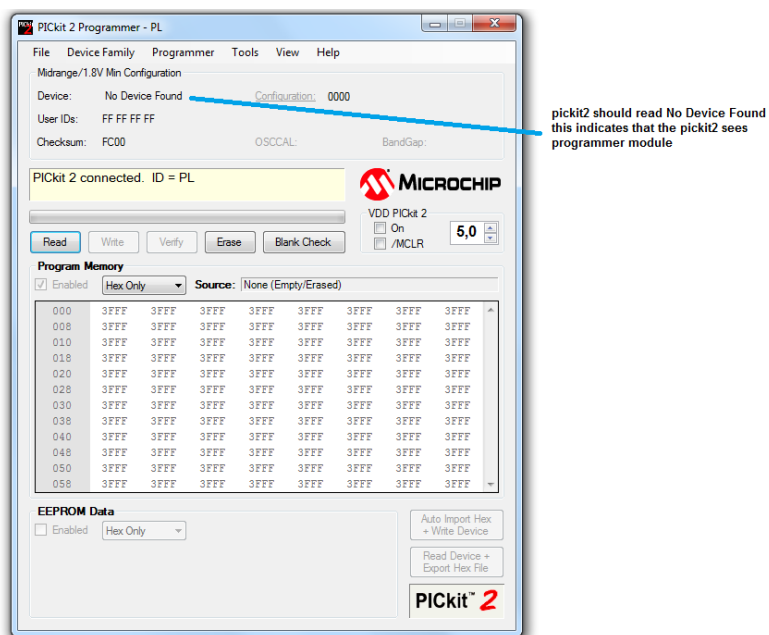 PICkit 2 Programmer - PL
File Device Family Programmer Tools View Help
Midrange/1.8V Min Configuration
Device: No Device Found Configuration: 0000
User IDs: FF FF FF FF
Checksum: FC00 OSCCAL: BandGap:
pickit2 should read No Device Found
this indicates that the pickit2 sees
programmer module
PICkit 2 connected. ID = PL
MICROCHIP
VDD PICkit 2
On
/MCLR
5,0
Read Write Verify Erase Blank Check
Program Memory
Enabled Hex Only Source: None (Empty/Erased)
000 3FFF 3FFF 3FFF 3FFF 3FFF 3FFF 3FFF 3FFF
008 3FFF 3FFF 3FFF 3FFF 3FFF 3FFF 3FFF 3FFF
010 3FFF 3FFF 3FFF 3FFF 3FFF 3FFF 3FFF 3FFF
018 3FFF 3FFF 3FFF 3FFF 3FFF 3FFF 3FFF 3FFF
020 3FFF 3FFF 3FFF 3FFF 3FFF 3FFF 3FFF 3FFF
028 3FFF 3FFF 3FFF 3FFF 3FFF 3FFF 3FFF 3FFF
030 3FFF 3FFF 3FFF 3FFF 3FFF 3FFF 3FFF 3FFF
038 3FFF 3FFF 3FFF 3FFF 3FFF 3FFF 3FFF 3FFF
040 3FFF 3FFF 3FFF 3FFF 3FFF 3FFF 3FFF 3FFF
048 3FFF 3FFF 3FFF 3FFF 3FFF 3FFF 3FFF 3FFF
050 3FFF 3FFF 3FFF 3FFF 3FFF 3FFF 3FFF 3FFF
058 3FFF 3FFF 3FFF 3FFF 3FFF 3FFF 3FFF 3FFF
EEPROM Data
Enabled Hex Only
Auto Import Hex
+ Write Device
Read Device +
Export Hex File
PICkit™ 2